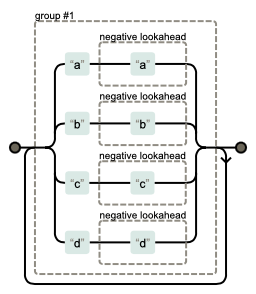 group #1
negative lookahead
“a” “a”
negative lookahead
“b” “b”
negative lookahead
“c” “c”
negative lookahead
“d” “d”